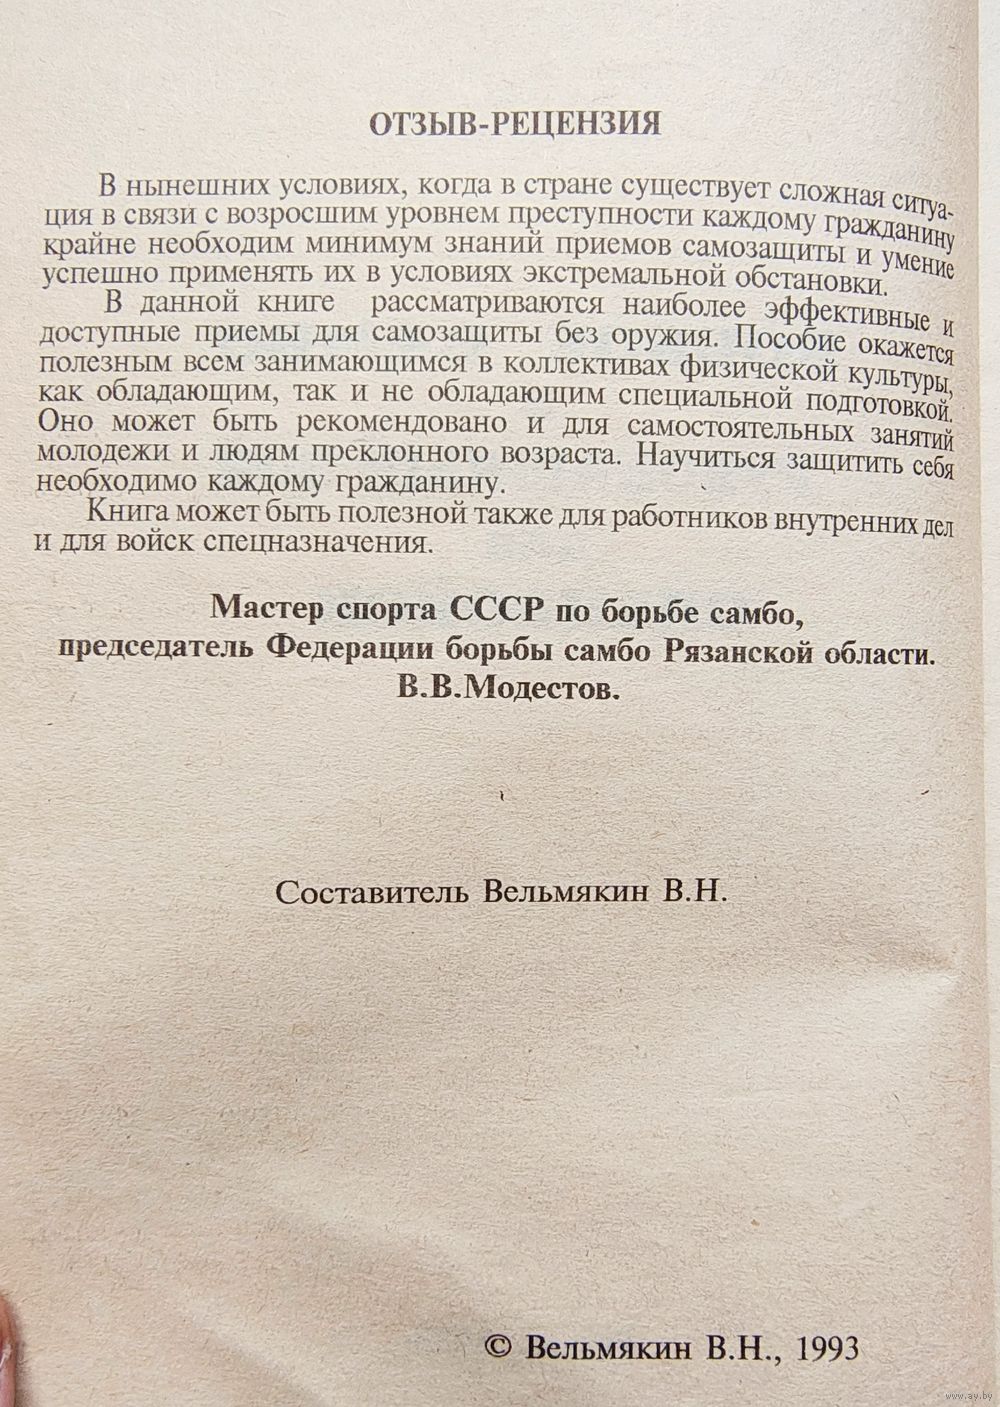 ОТЗЫВ-РЕЦЕНЗИЯ
В нынешних условиях, когда в стране существует сложная ситуа-
ция в связи с возросшим уровнем преступности каждому гражданину
крайне необходим минимум знаний приемов самозащиты и умение
успешно применять их в условиях экстремальной обстановки.
В данной книге рассматриваются наиболее эффективные и
доступные приемы для самозащиты без оружия. Пособие окажется
полезным всем занимающимся в коллективах физической культуры,
как обладающим, так и не обладающим специальной подготовкой.
Оно может быть рекомендовано и для самостоятельных занятий
молодежи и людям преклонного возраста. Научиться защитить себя
необходимо каждому гражданину.
Книга может быть полезной также для работников внутренних дел
и для войск спецназначения.
Мастер спорта СССР по борьбе самбо,
председатель Федерации борьбы самбо Рязанской области.
В.В.Модестов.
Составитель Вельмякин В.Н.
© Вельмякин В.Н., 1993
www.ay.by